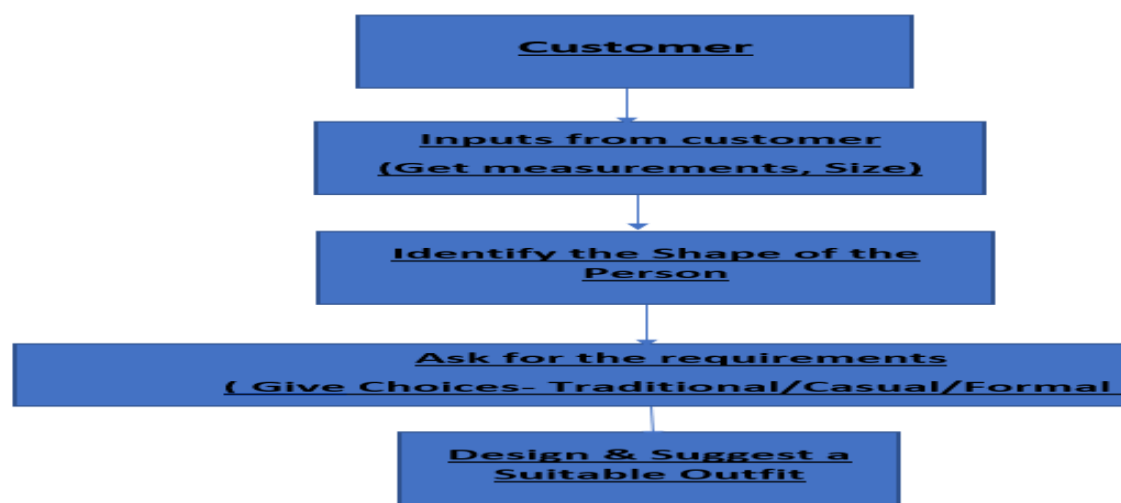 Customer
Inputs from customer
(Get measurements, Size)
Identify the Shape of the
Person
Ask for the requirements
( Give Choices- Traditional/Casual/Formal
Design & Suggest a
Suitable Outfit